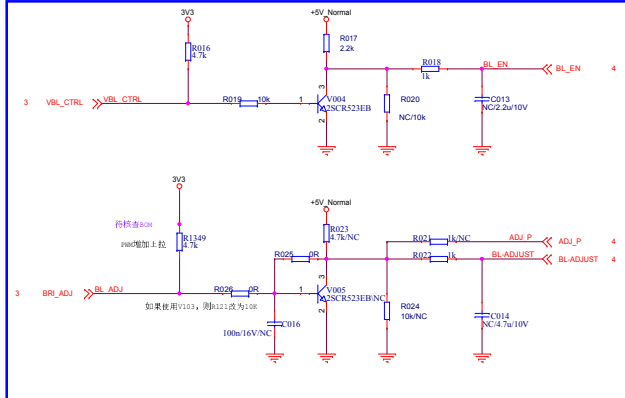 3V3
+5V_Normal
R016
4.7k
R017
2.2k
R018
1k
BL_EN
BL_EN
4
3
VBL_CTRL
VBL_CTRL
R019
10k
1
3
2
V004
2SCR523EB
R020
NC/10k
C013
NC/2.2u/10V
3V3
+5V_Normal
待核查BOM
R1349
4.7k
PWM增加上拉
R023
4.7k/NC
R021
1k/NC
ADJ_P
ADJ_P
4
R025
0R
R022
1k
BL-ADJUST
BL-ADJUST
4
3
BRI_ADJ
BL_ADJ
R026
0R
1
3
2
V005
2SCR523EB\NC
如果使用V103，则R121改为10K
C016
100n/16V/NC
R024
10k/NC
C014
NC/4.7u/10V